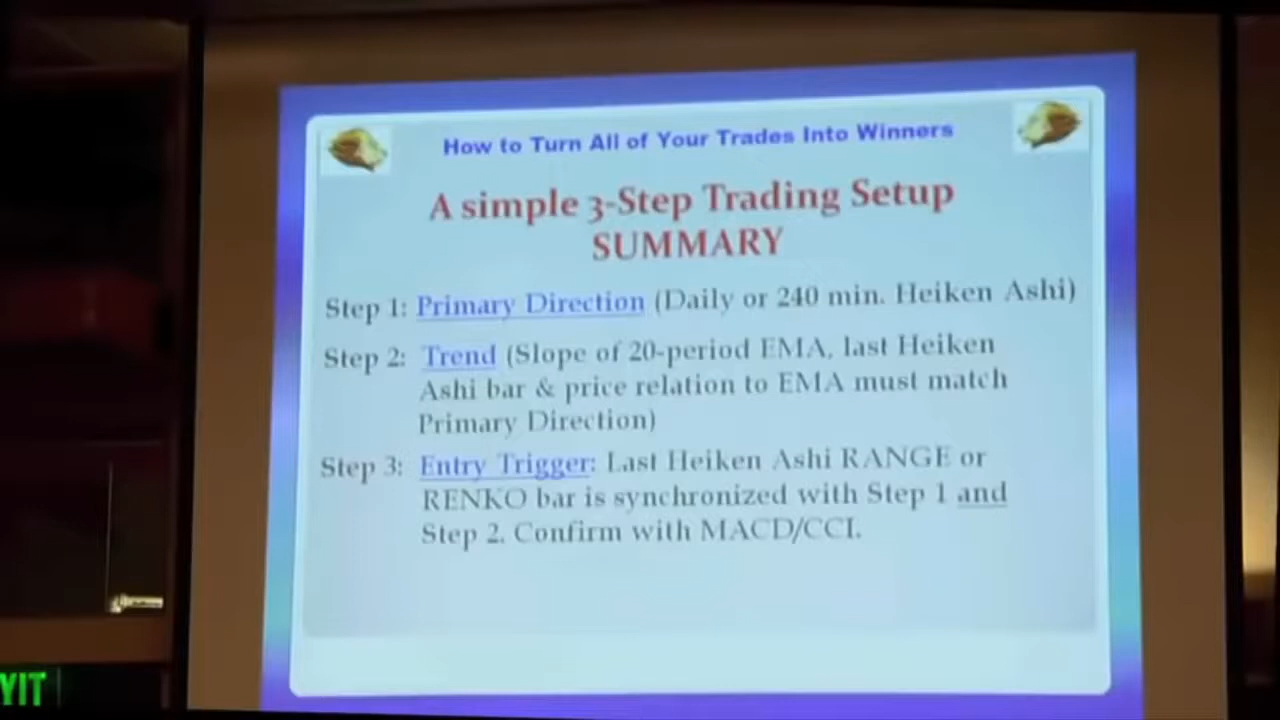 How to Turn All of Your Trades Into Winners
A simple 3-Step Trading Setup
SUMMARY
Step 1: Primary Direction (Daily or 240 min. Heiken Ashi)
Step 2: Trend (Slope of 20-period EMA, last Heiken
Ashi bar & price relation to EMA must match
Primary Direction)
Step 3: Entry Trigger: Last Heiken Ashi RANGE or
RENKO bar is synchronized with Step 1 and
Step 2. Confirm with MACD/CCI.